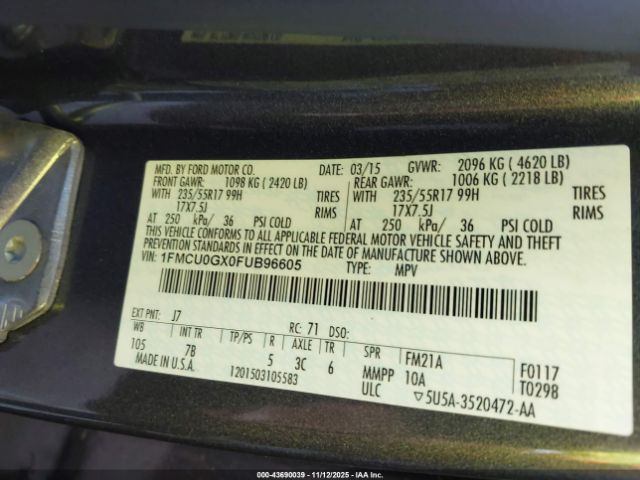 MFD. BY FORD MOTOR CO. DATE: 03/15 GVWR: 2096 KG ( 4620 LB)
FRONT GAWR: 1098 KG ( 2420 LB) REAR GAWR: 1006 KG ( 2218 LB)
WITH 235/55R17 99H TIRES WITH 235/55R17 99H TIRES
17X7.5J RIMS 17X7.5J RIMS
AT 250 kPa/ 36 PSI COLD AT 250 kPa/ 36 PSI COLD
THIS VEHICLE CONFORMS TO ALL APPLICABLE FEDERAL MOTOR VEHICLE SAFETY AND THEFT
PREVENTION STANDARDS IN EFFECT ON THE DATE OF MANUFACTURE SHOWN ABOVE.
VIN: 1FMCU0GX0FUB96605 TYPE: MPV
EXT PNT: J7 RC: 71 DSO:
WB INT TR TP/PS R AXLE TR SPR FM21A F0117
105 7B 5 3C 6 MMPP 10A T0298
MADE IN U.S.A. 1201503105583 ULC ▽5U5A-3520472-AA
000-43690039 - 11/12/2025 - IAA Inc.